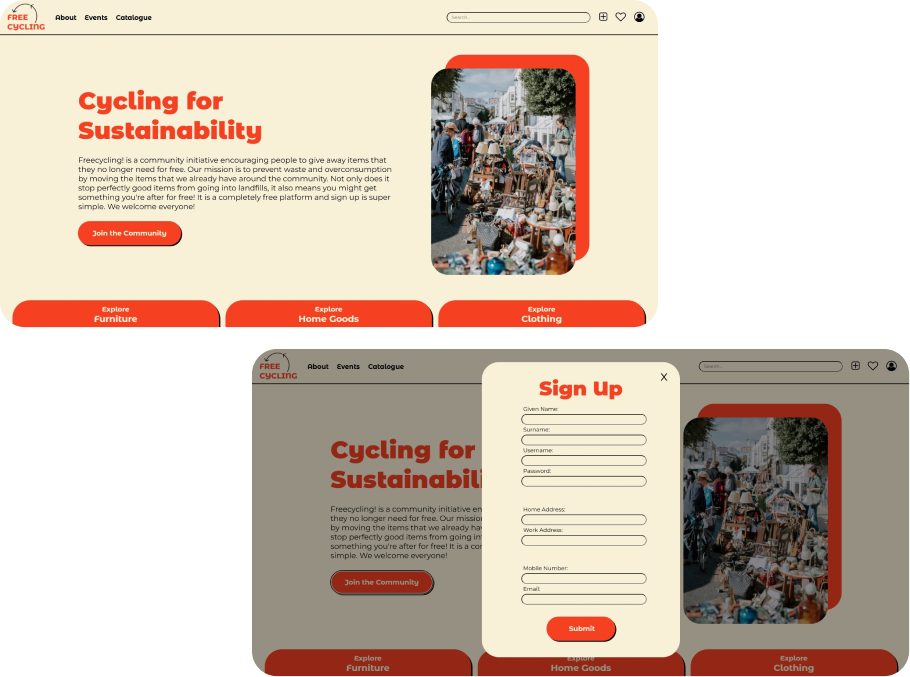 FREE
CYCLING
About Events Catalogue
Search...
Cycling for
Sustainability
Freecycling! is a community initiative encouraging people to give away items that
they no longer need for free. Our mission is to prevent waste and overconsumption
by moving the items that we already have around the community. Not only does it
stop perfectly good items from going into landfills, it also means you might get
something you're after for free! It is a completely free platform and sign up is super
simple. We welcome everyone!
Join the Community
Explore
Furniture
Explore
Home Goods
Explore
Clothing
FREE
CYCLING
About Events Catalogue
Search...
Cycling for
Sustainabili
Freecycling! is a community initiative en
they no longer need for free. Our mission
by moving the items that we already hav
stop perfectly good items from going in
something you're after for free! It is a co
simple. We welcome everyone!
Join the Community
X
Sign Up
Given Name:
Surname:
Username:
Password:
Home Address:
Work Address:
Mobile Number:
Email:
Submit
Explore
Furniture
Explore
Home Goods
Explore
Clothing